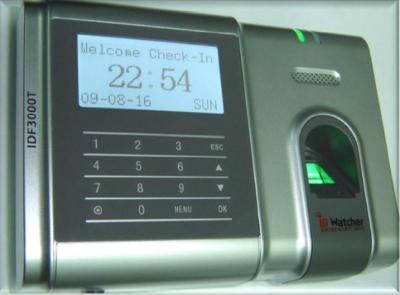 IDF3000T
Welcome Check-In
22:54
09-08-16 SUN
1 2 3 ESC
4 5 6 ▲
7 8 9 ▼
0 MENU OK
Watcher